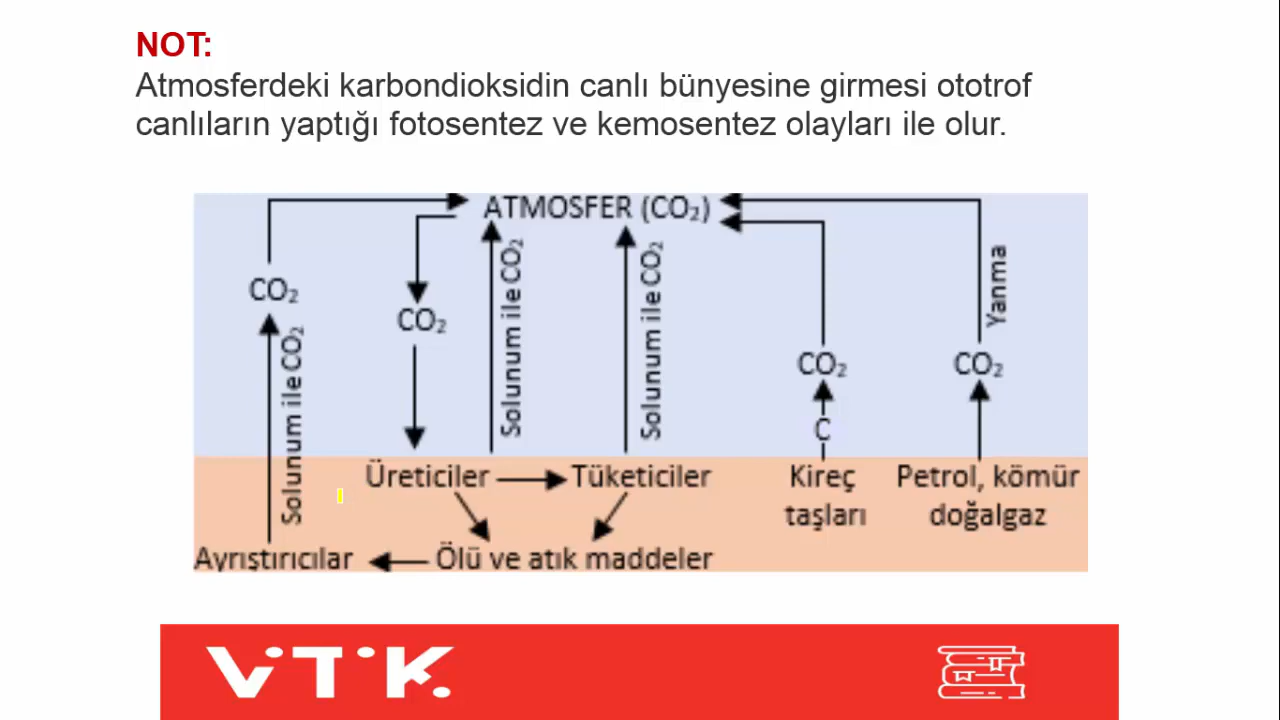 NOT:
Atmosferdeki karbondioksidin canlı bünyesine girmesi ototrof
canlıların yaptığı fotosentez ve kemosentez olayları ile olur.
ATMOSFER (CO₂)
CO₂
Solunum ile CO₂
CO₂
Solunum ile CO₂
Solunum ile CO₂
CO₂
C
CO₂
Yanma
Üreticiler
Tüketiciler
Kireç
taşları
Petrol, kömür
doğalgaz
Ayrıştırıcılar
Ölü ve atık maddeler
VİTİK.